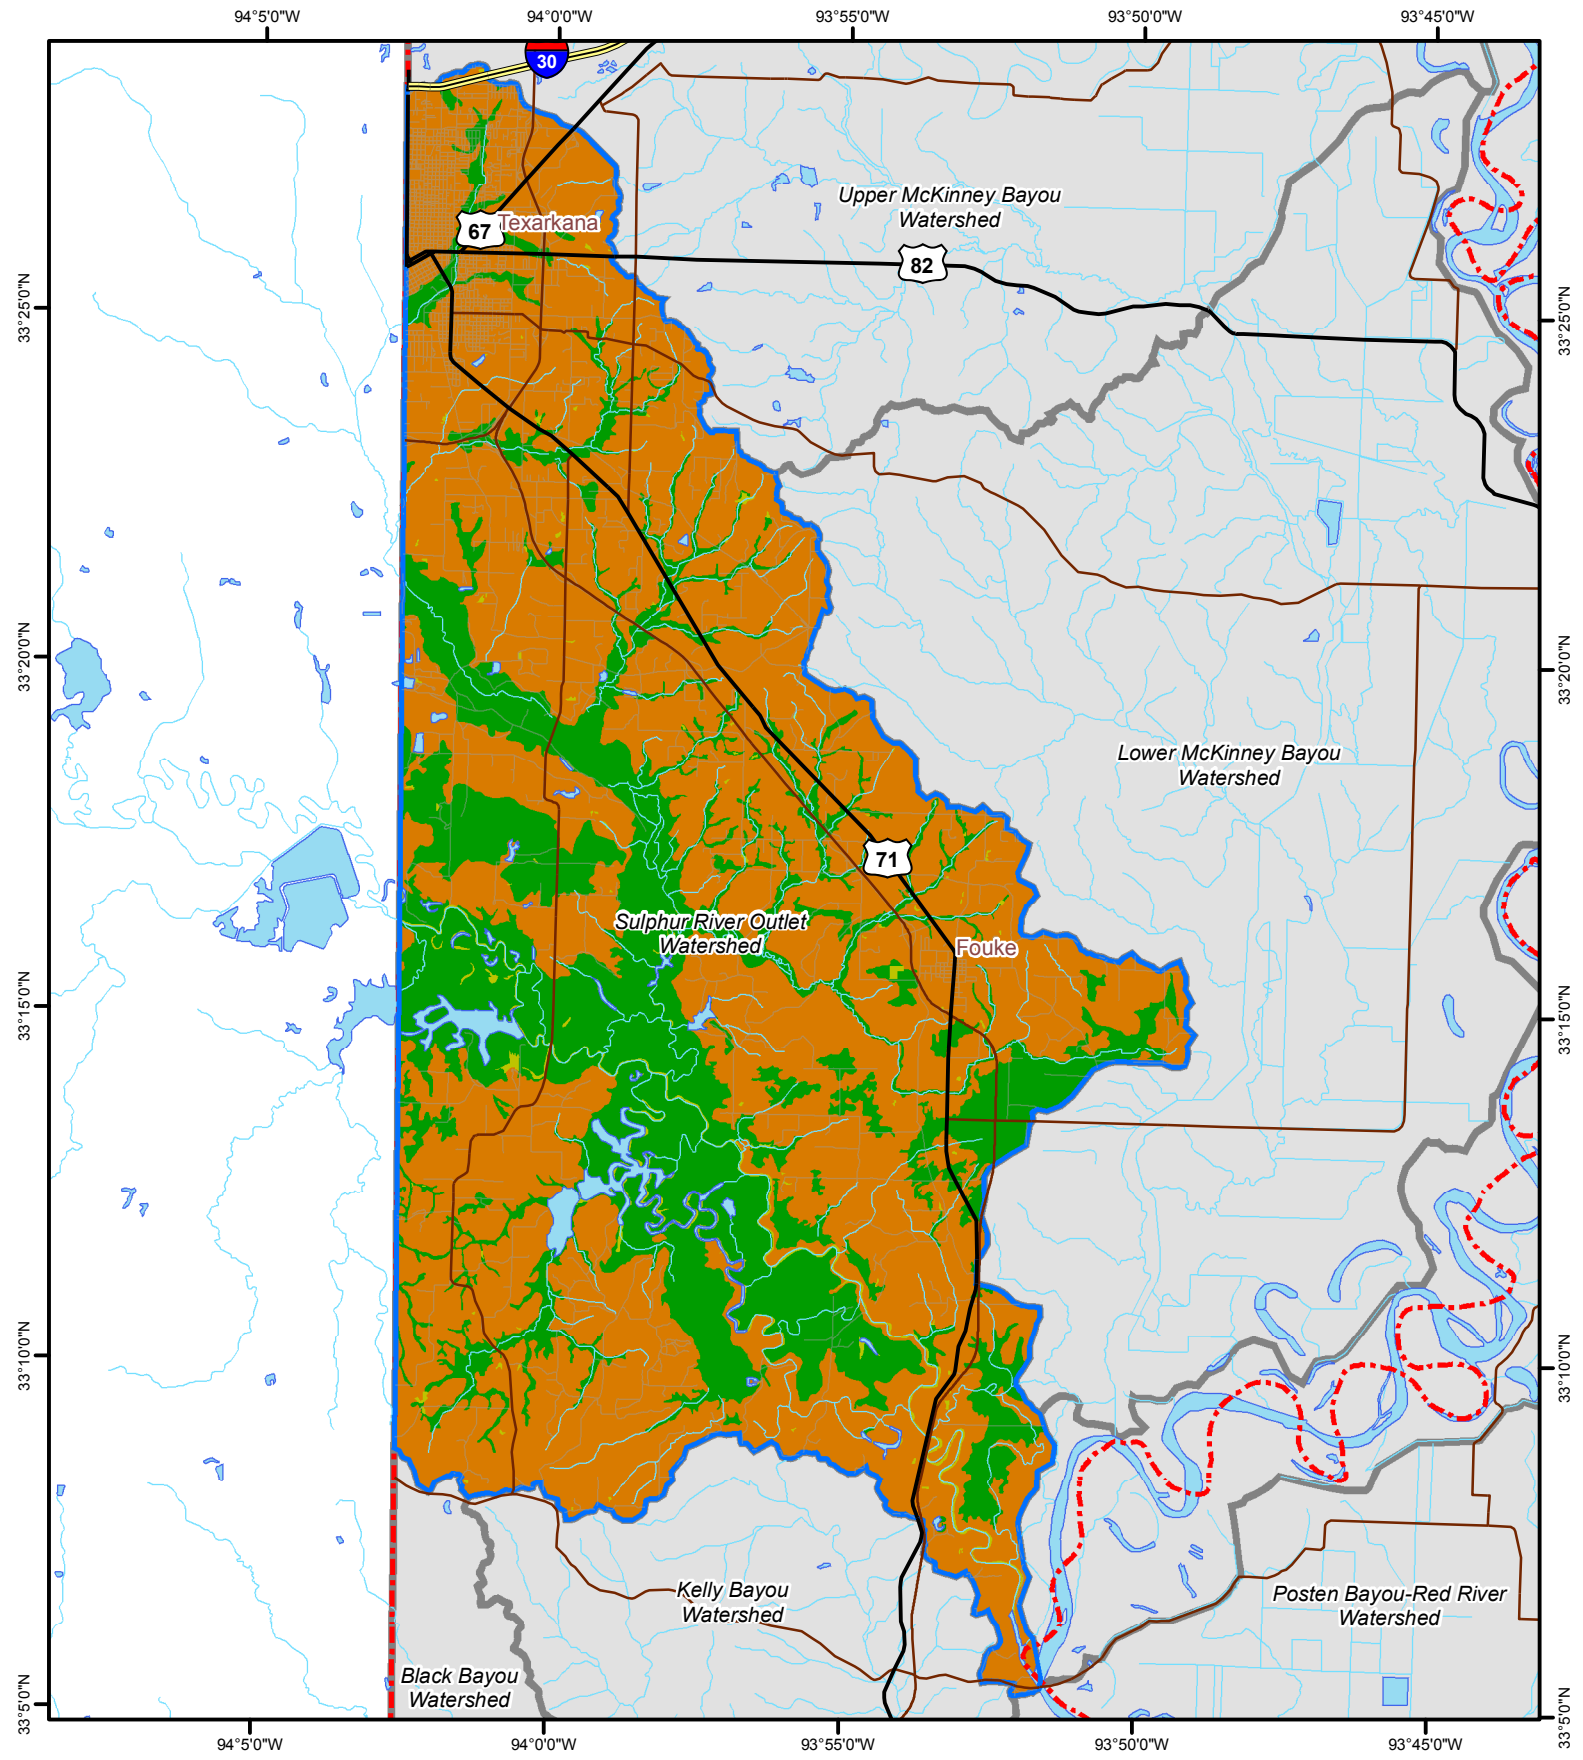 94°5'0"W
94°0'0"W
93°55'0"W
93°50'0"W
93°45'0"W
30
Upper McKinney Bayou
Watershed
67
Texarkana
82
33°25'0"N
33°25'0"N
33°20'0"N
33°20'0"N
Lower McKinney Bayou
Watershed
71
Sulphur River Outlet
Watershed
Fouke
33°15'0"N
33°15'0"N
33°10'0"N
33°10'0"N
Kelly Bayou
Watershed
Posten Bayou-Red River
Watershed
Black Bayou
Watershed
33°5'0"N
33°5'0"N
94°5'0"W
94°0'0"W
93°55'0"W
93°50'0"W
93°45'0"W